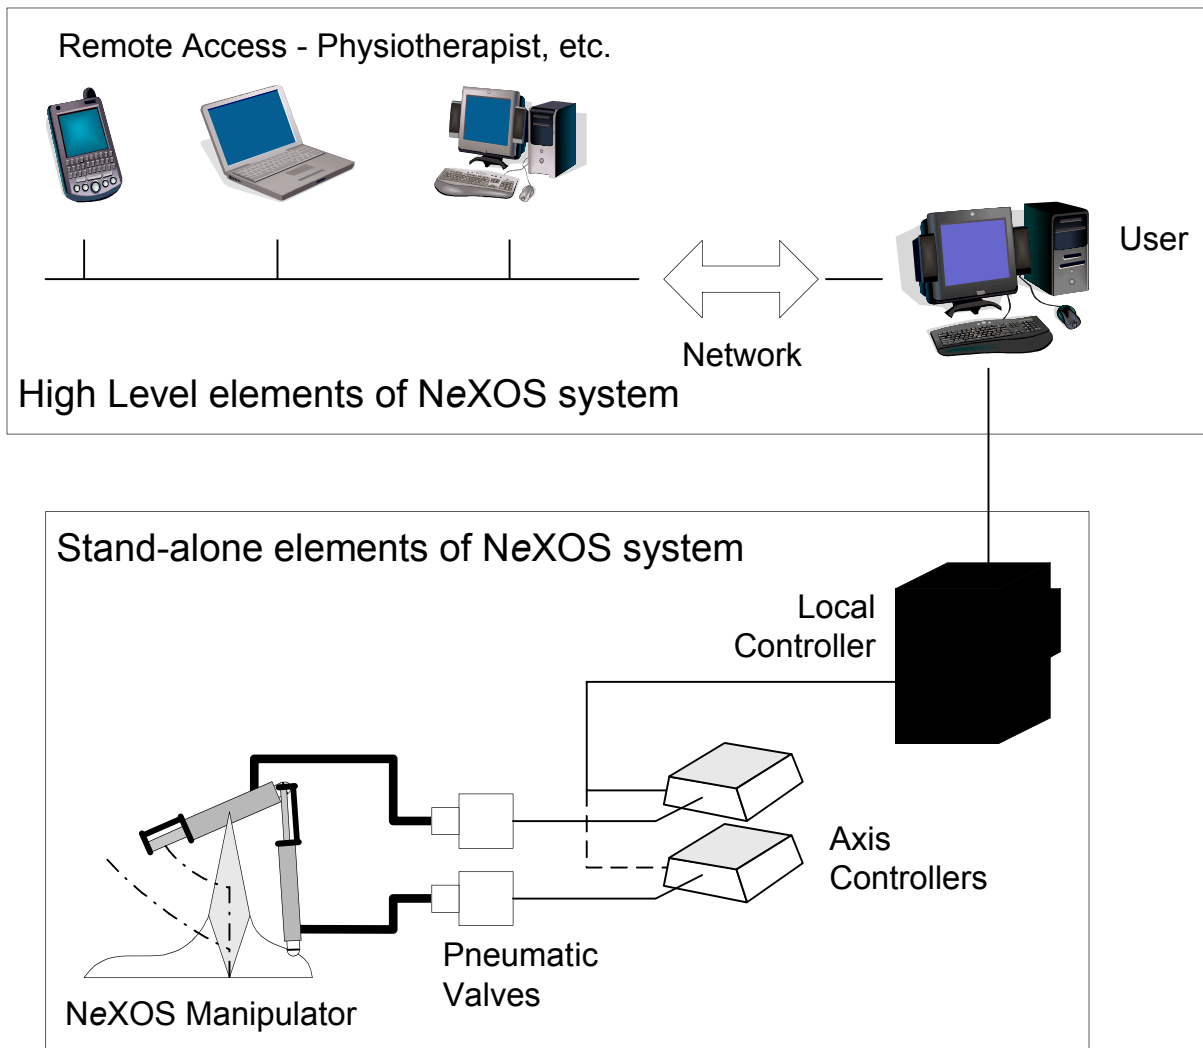 Remote Access - Physiotherapist, etc.
User
Network
High Level elements of NeXOS system
Stand-alone elements of NeXOS system
Local
Controller
Axis
Controllers
Pneumatic
Valves
NeXOS Manipulator